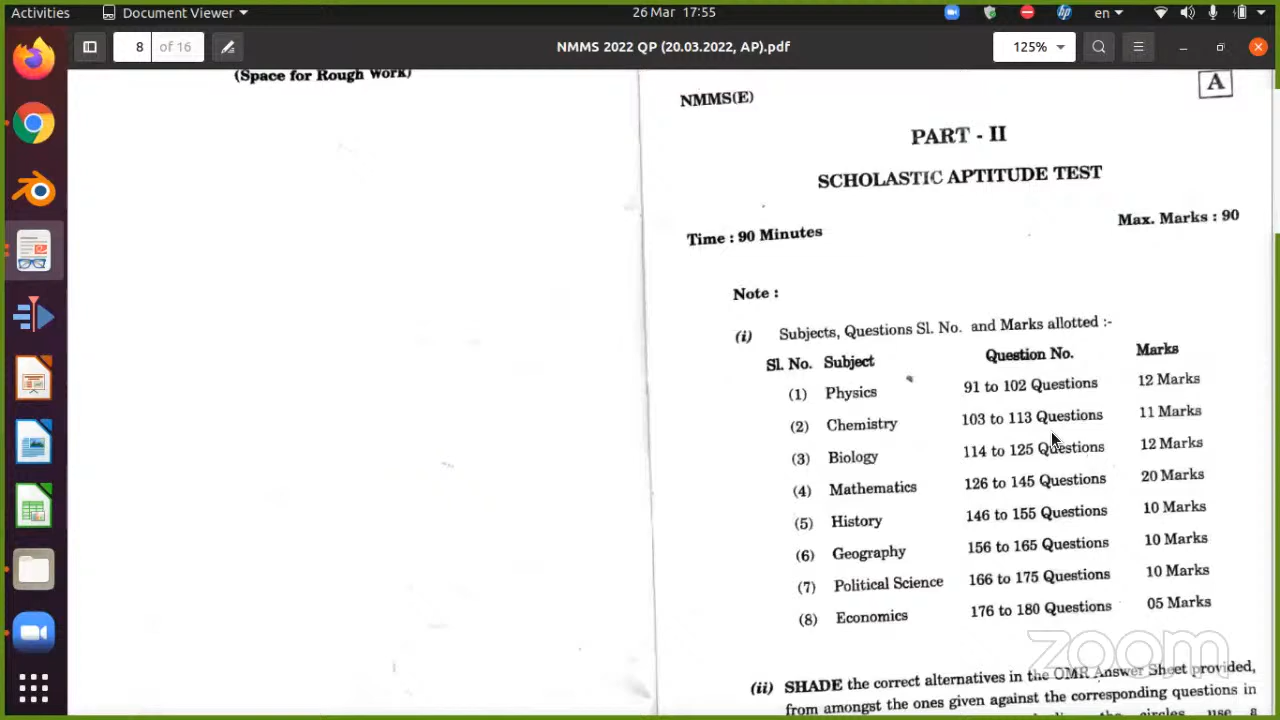 Activities
Document Viewer
26 Mar 17:55
en
8
of 16
NMMS 2022 QP (20.03.2022, AP).pdf
125%
(Space for Rough Work)
NMMS(E)
A
PART - II
SCHOLASTIC APTITUDE TEST
Time : 90 Minutes
Max. Marks : 90
Note :
(i) Subjects, Questions Sl. No. and Marks allotted :-
Sl. No. Subject Question No. Marks
(1) Physics 91 to 102 Questions 12 Marks
(2) Chemistry 103 to 113 Questions 11 Marks
(3) Biology 114 to 125 Questions 12 Marks
(4) Mathematics 126 to 145 Questions 20 Marks
(5) History 146 to 155 Questions 10 Marks
(6) Geography 156 to 165 Questions 10 Marks
(7) Political Science 166 to 175 Questions 10 Marks
(8) Economics 176 to 180 Questions 05 Marks
zoom
(ii) SHADE the correct alternatives in the OMR Answer Sheet provided,
from amongst the ones given against the corresponding questions in
circles, use a